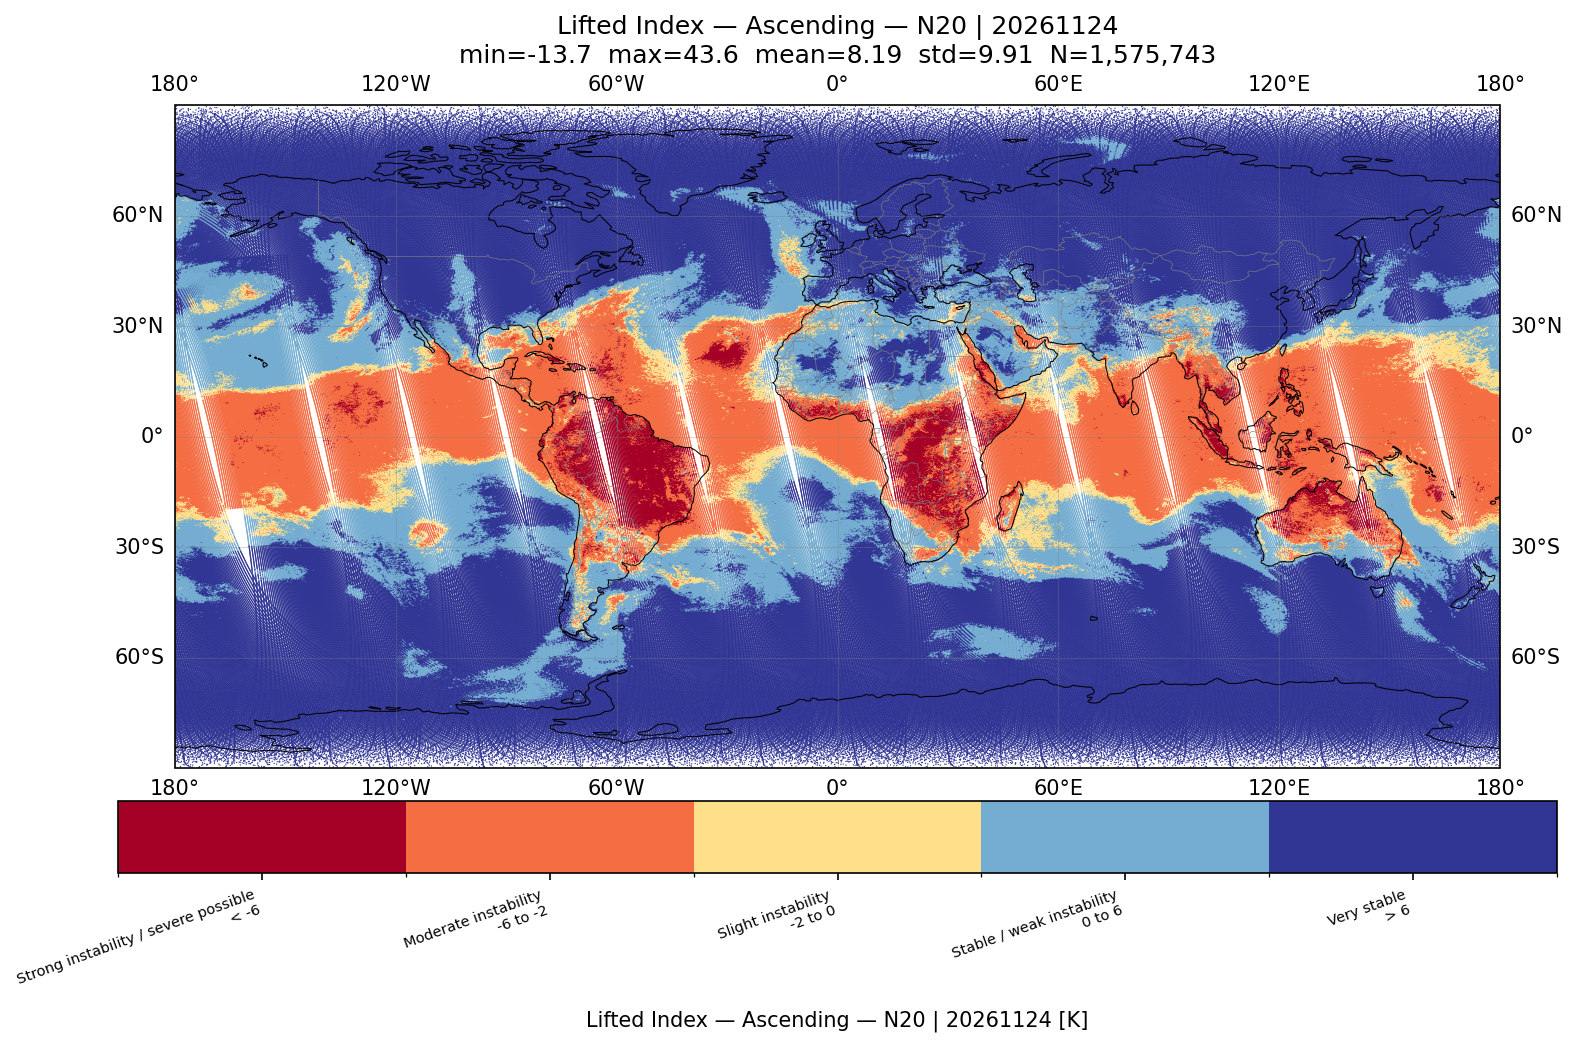 Lifted Index — Ascending — N20 | 20261124
min=-13.7  max=43.6  mean=8.19  std=9.91  N=1,575,743
180° 120°W 60°W 0° 60°E 120°E 180°
60°N 60°N
30°N 30°N
0° 0°
30°S 30°S
60°S 60°S
180° 120°W 60°W 0° 60°E 120°E 180°
Strong instability / severe possible
< -6
Moderate instability
-6 to -2
Slight instability
-2 to 0
Stable / weak instability
0 to 6
Very stable
> 6
Lifted Index — Ascending — N20 | 20261124 [K]